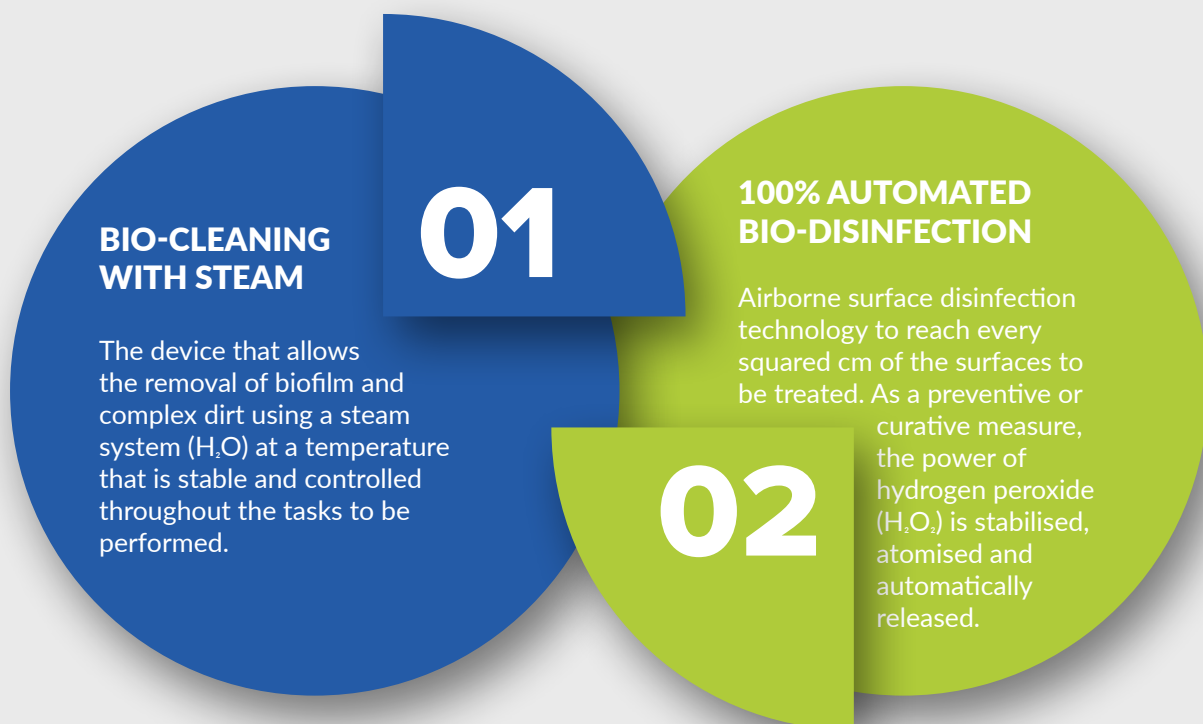 01
BIO-CLEANING
WITH STEAM
The device that allows
the removal of biofilm and
complex dirt using a steam
system (H₂O) at a temperature
that is stable and controlled
throughout the tasks to be
performed.
100% AUTOMATED
BIO-DISINFECTION
Airborne surface disinfection
technology to reach every
squared cm of the surfaces to
be treated. As a preventive or
curative measure,
the power of
hydrogen peroxide
(H₂O₂) is stabilised,
atomised and
automatically
released.
02